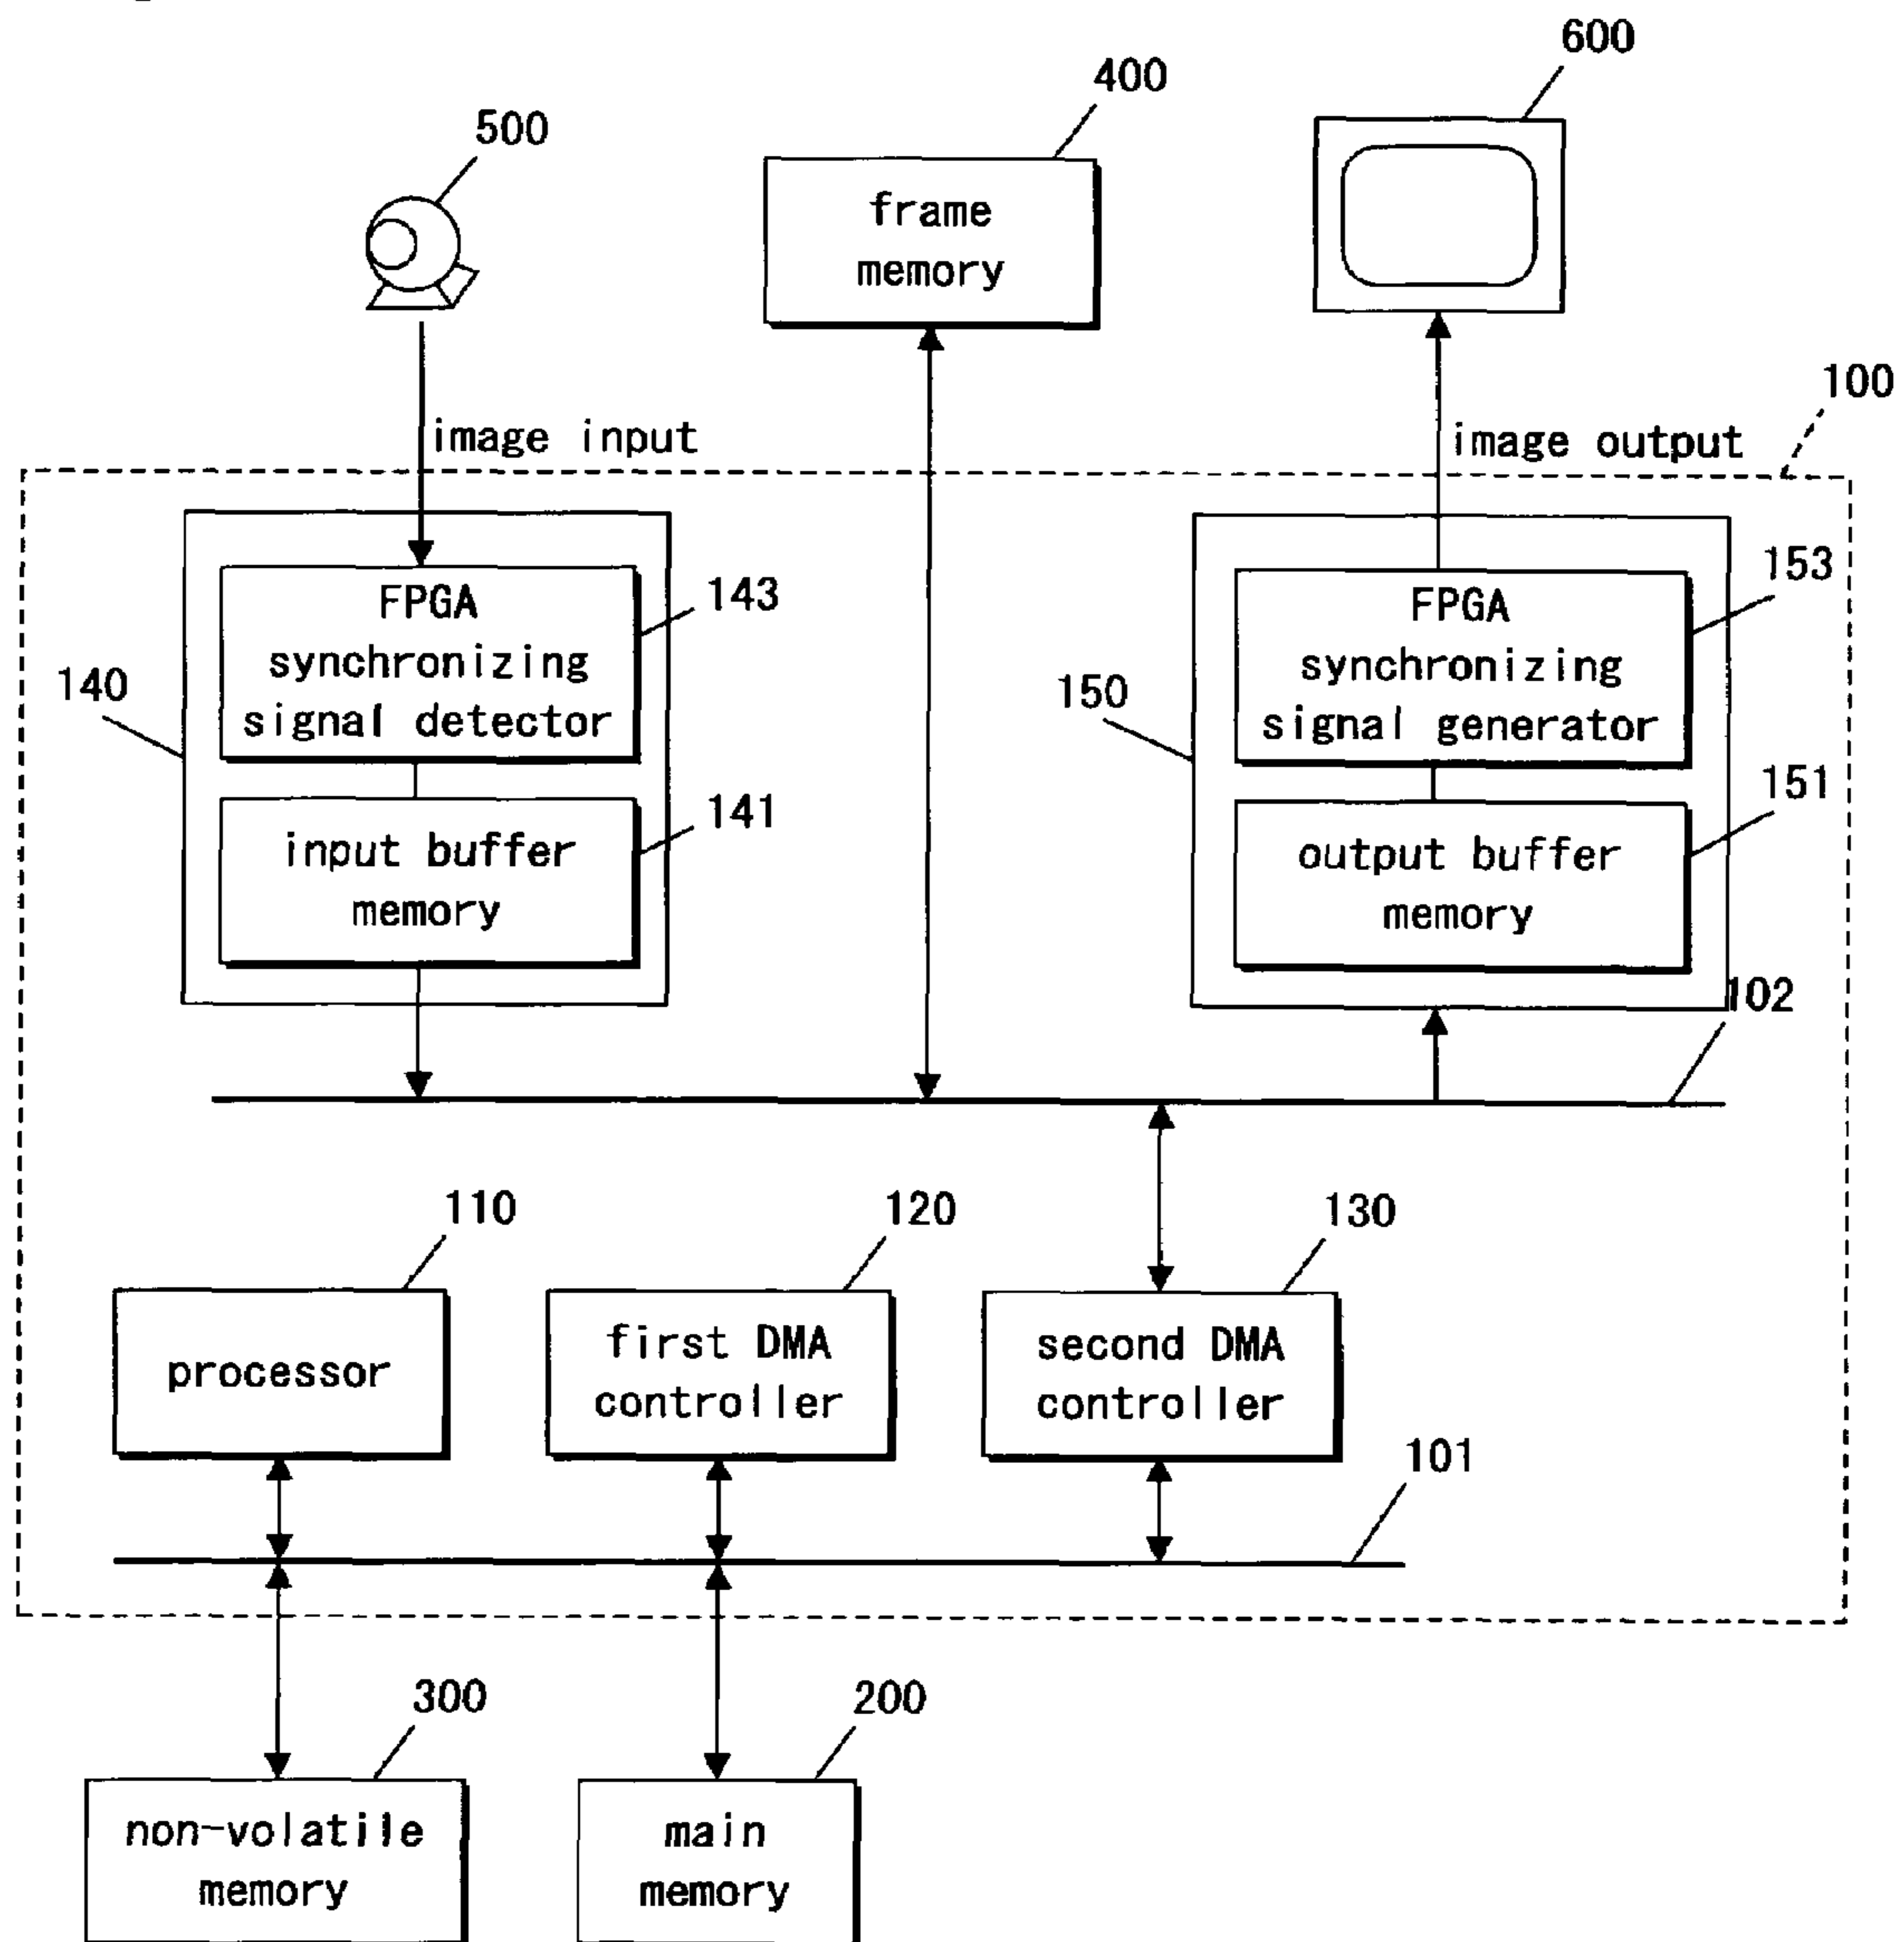 600
400
500
frame
memory
100
image input
image output
FPGA
synchronizing
signal detector
143
140
input buffer
memory
141
FPGA
synchronizing
signal generator
153
150
output buffer
memory
151
102
110
120
130
processor
first DMA
controller
second DMA
controller
101
300
200
non-volatile
memory
main
memory